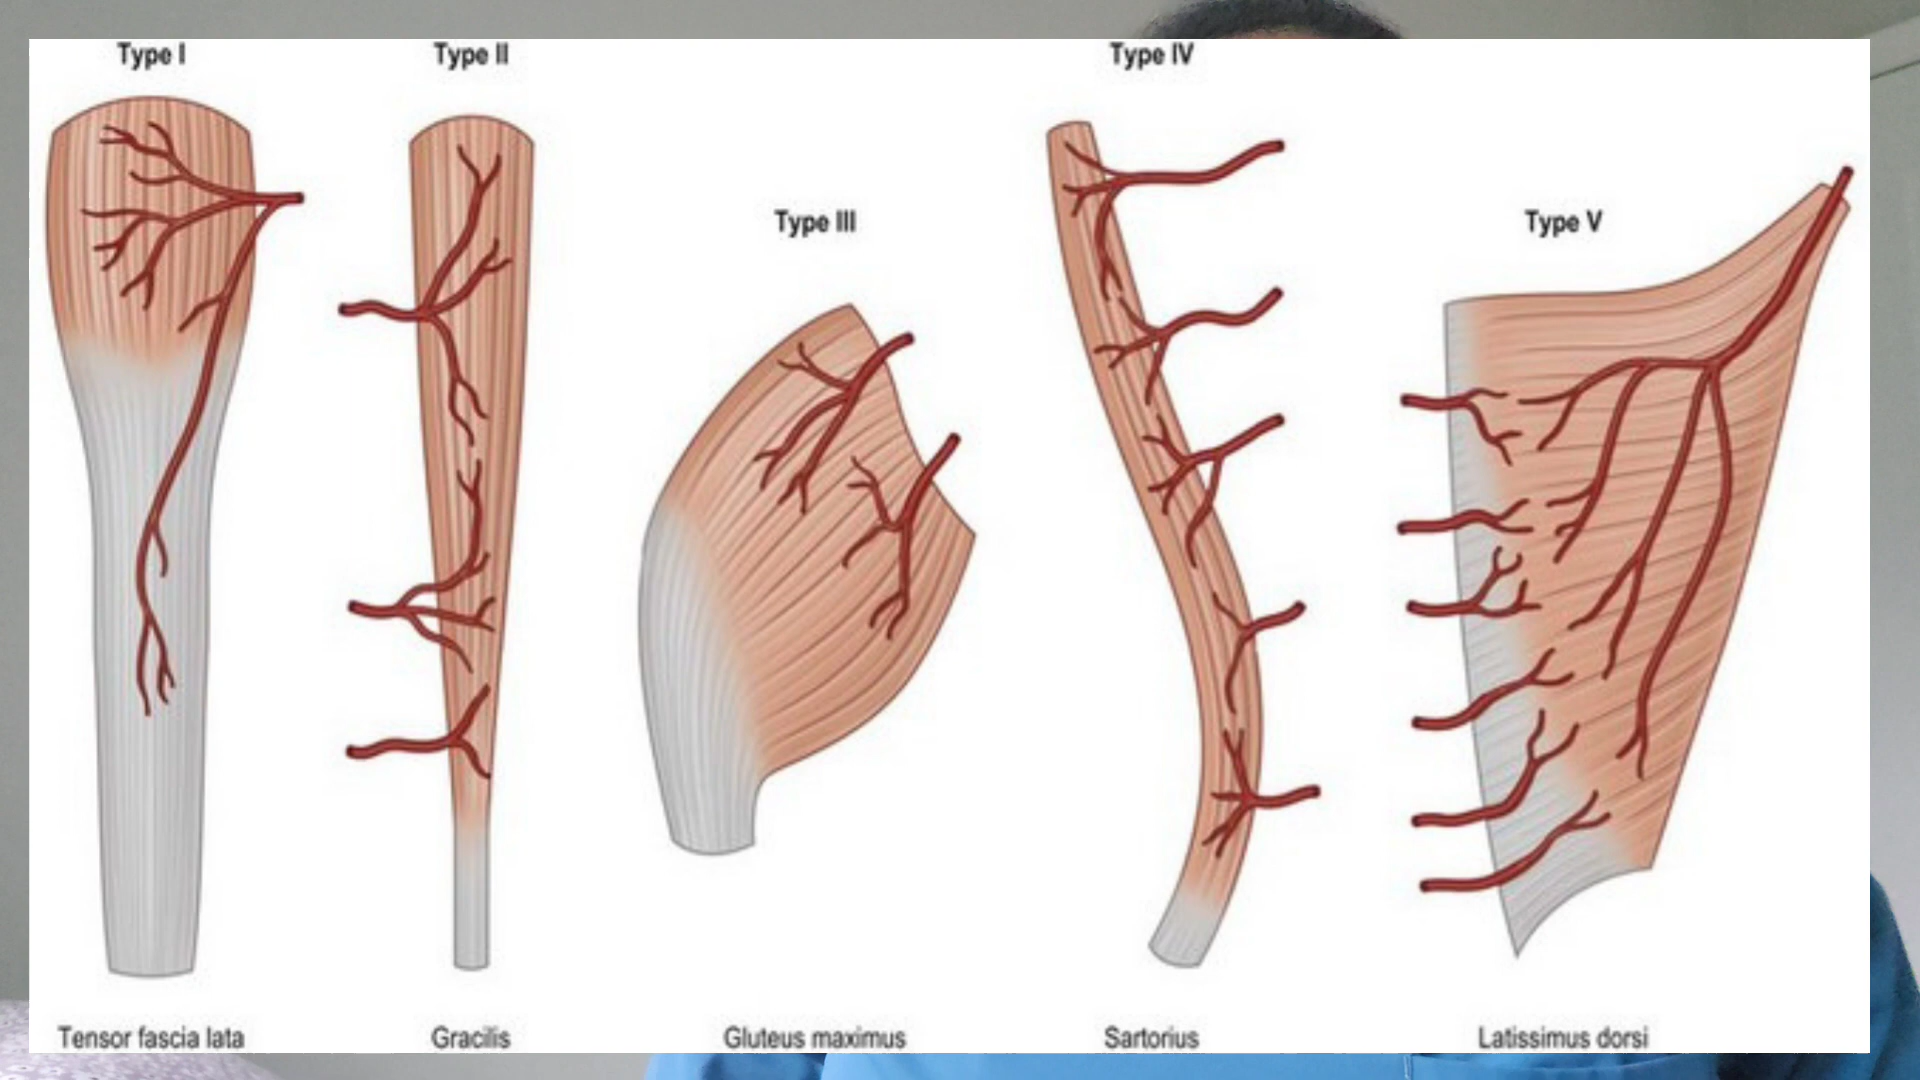 Type I
Type II
Type III
Type IV
Type V
Tensor fascia lata
Gracilis
Gluteus maximus
Sartorius
Latissimus dorsi